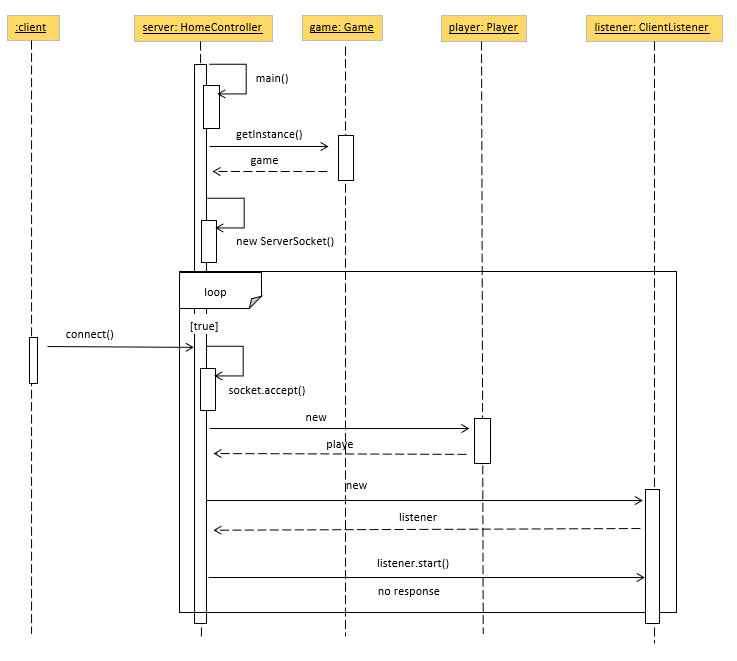 :client
server: HomeController
game: Game
player: Player
listener: ClientListener
main()
getInstance()
game
new ServerSocket()
loop
[true]
connect()
socket.accept()
new
playe
new
listener
listener.start()
no response